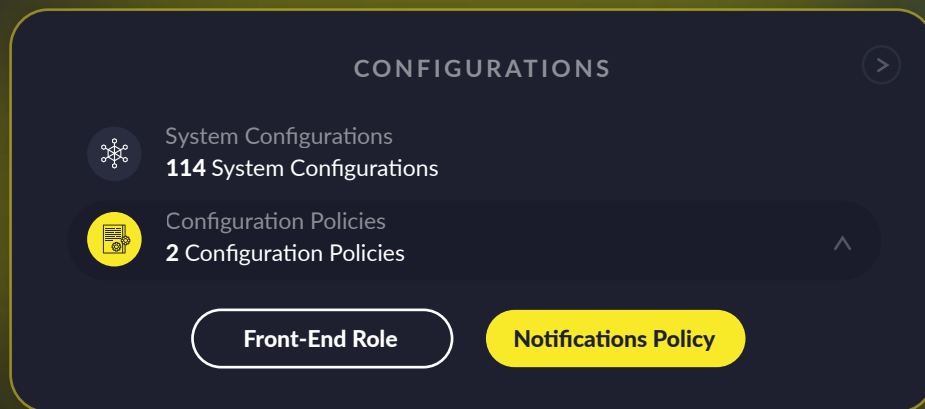 CONFIGURATIONS
System Configurations
114 System Configurations
Configuration Policies
2 Configuration Policies
Front-End Role
Notifications Policy